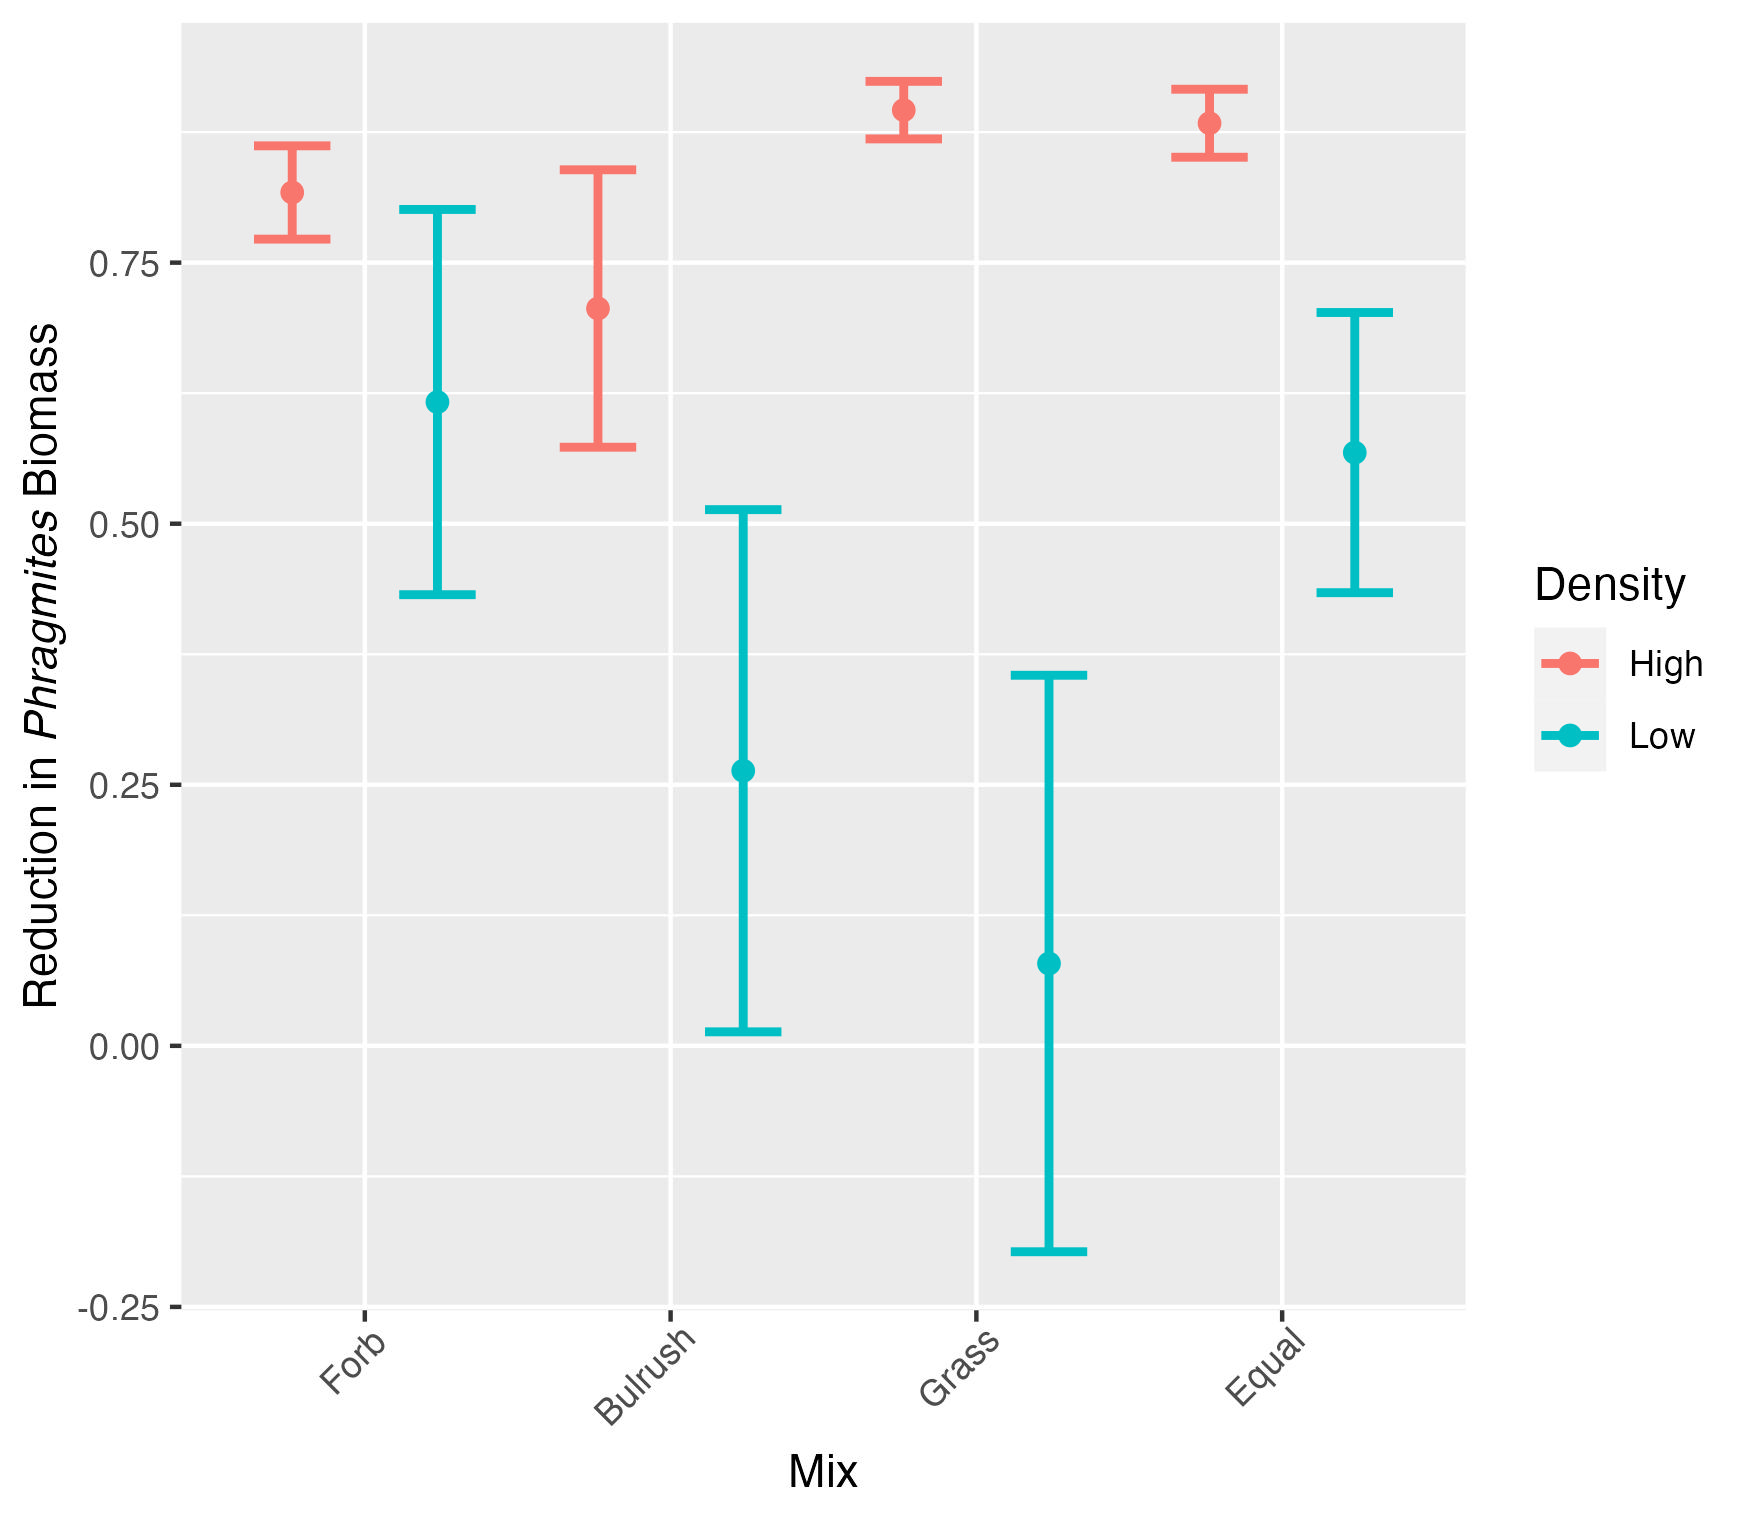 Reduction in Phragmites Biomass
0.75
0.50
0.25
0.00
-0.25
Forb
Bulrush
Grass
Equal
Mix
Density
High
Low